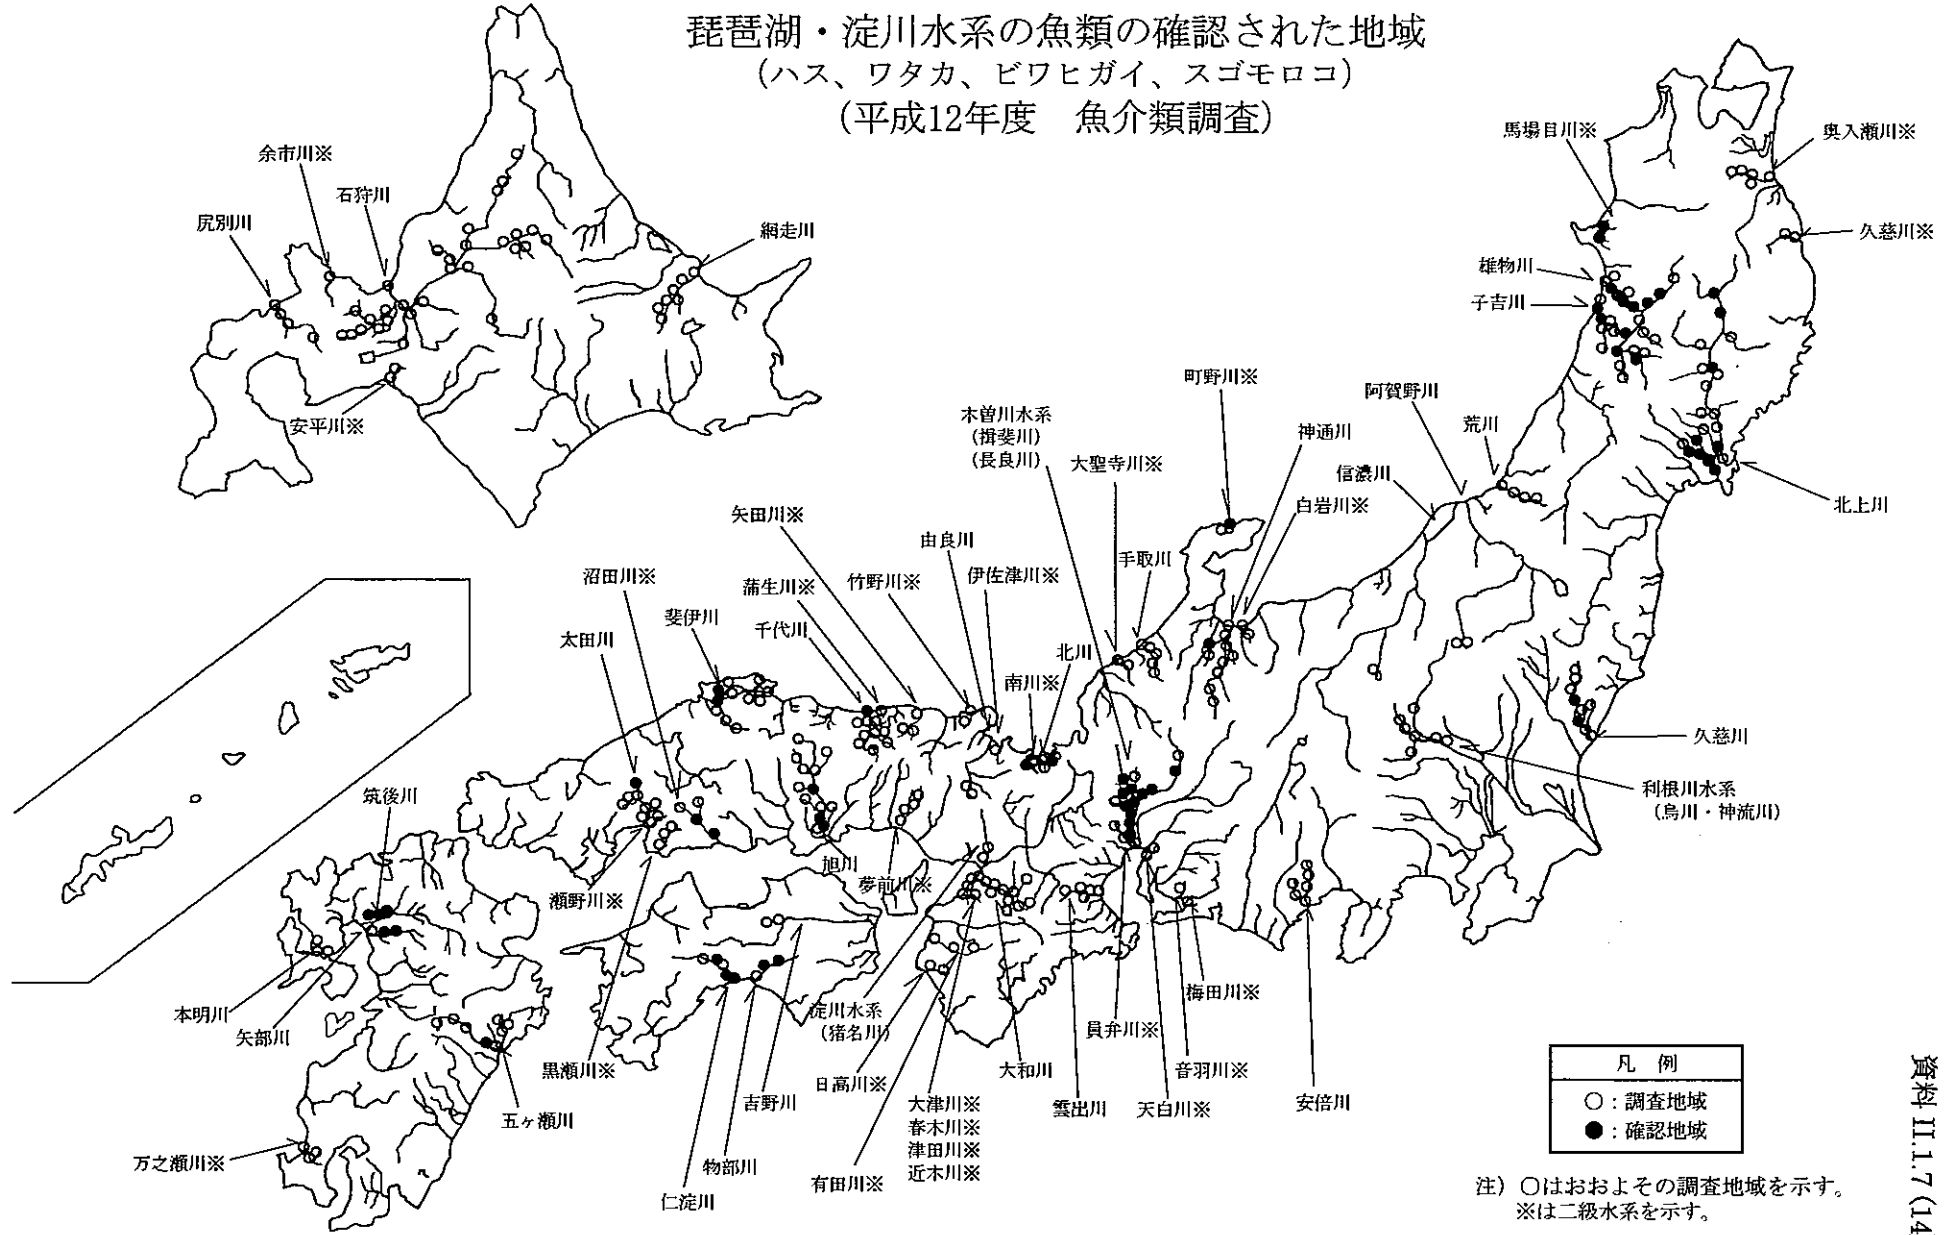 琵琶湖・淀川水系の魚類の確認された地域
(ハス、ワタカ、ビワヒガイ、スゴモロコ)
(平成12年度　魚介類調査)
余市川※
石狩川
尻別川
網走川
安平川※
馬場目川※
奥入瀬川※
久慈川※
雄物川
子吉川
北上川
町野川※
阿賀野川
荒川
木曽川水系
(揖斐川)
(長良川)
神通川
大聖寺川※
信濃川
白岩川※
手取川
矢田川※
由良川
沼田川※
蒲生川※
竹野川※
伊佐津川※
斐伊川
千代川
太田川
北川
南川※
久慈川
利根川水系
(烏川・神流川)
筑後川
旭川
夢前川※
瀬野川※
本明川
矢部川
淀川水系
(猪名川)
梅田川※
員弁川※
黒瀬川※
日高川※
大和川
音羽川※
吉野川
大津川※
春木川※
津田川※
近木川※
雲出川
天白川※
安倍川
五ヶ瀬川
万之瀬川※
物部川
有田川※
仁淀川
凡 例
○：調査地域
●：確認地域
注) ○はおおよその調査地域を示す。
※は二級水系を示す。
資料 II.1.7 (14